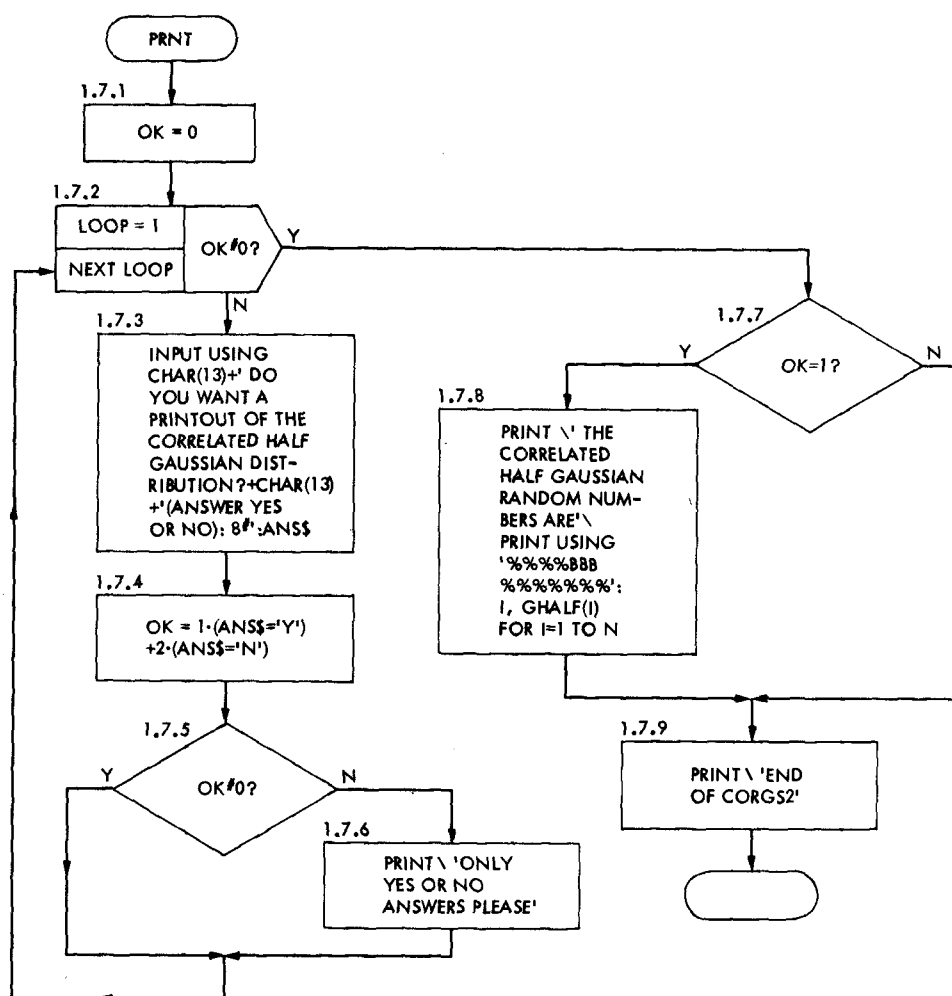 PRNT
1.7.1
OK = 0
1.7.2
LOOP = 1
NEXT LOOP
OK#0?
Y
N
1.7.3
INPUT USING
CHAR(13)+' DO
YOU WANT A
PRINTOUT OF THE
CORRELATED HALF
GAUSSIAN DIST-
RIBUTION?+CHAR(13)
+'(ANSWER YES
OR NO): 8#':ANS$
1.7.4
OK = 1·(ANS$='Y')
+2·(ANS$='N')
1.7.5
Y
OK#0?
N
1.7.6
PRINT\ 'ONLY
YES OR NO
ANSWERS PLEASE'
1.7.7
Y
OK=1?
N
1.7.8
PRINT \' THE
CORRELATED
HALF GAUSSIAN
RANDOM NUM-
BERS ARE'\
PRINT USING
'%%%%BBB
%%%%%%%':
I, GHALF(I)
FOR I=1 TO N
1.7.9
PRINT\ 'END
OF CORGS2'